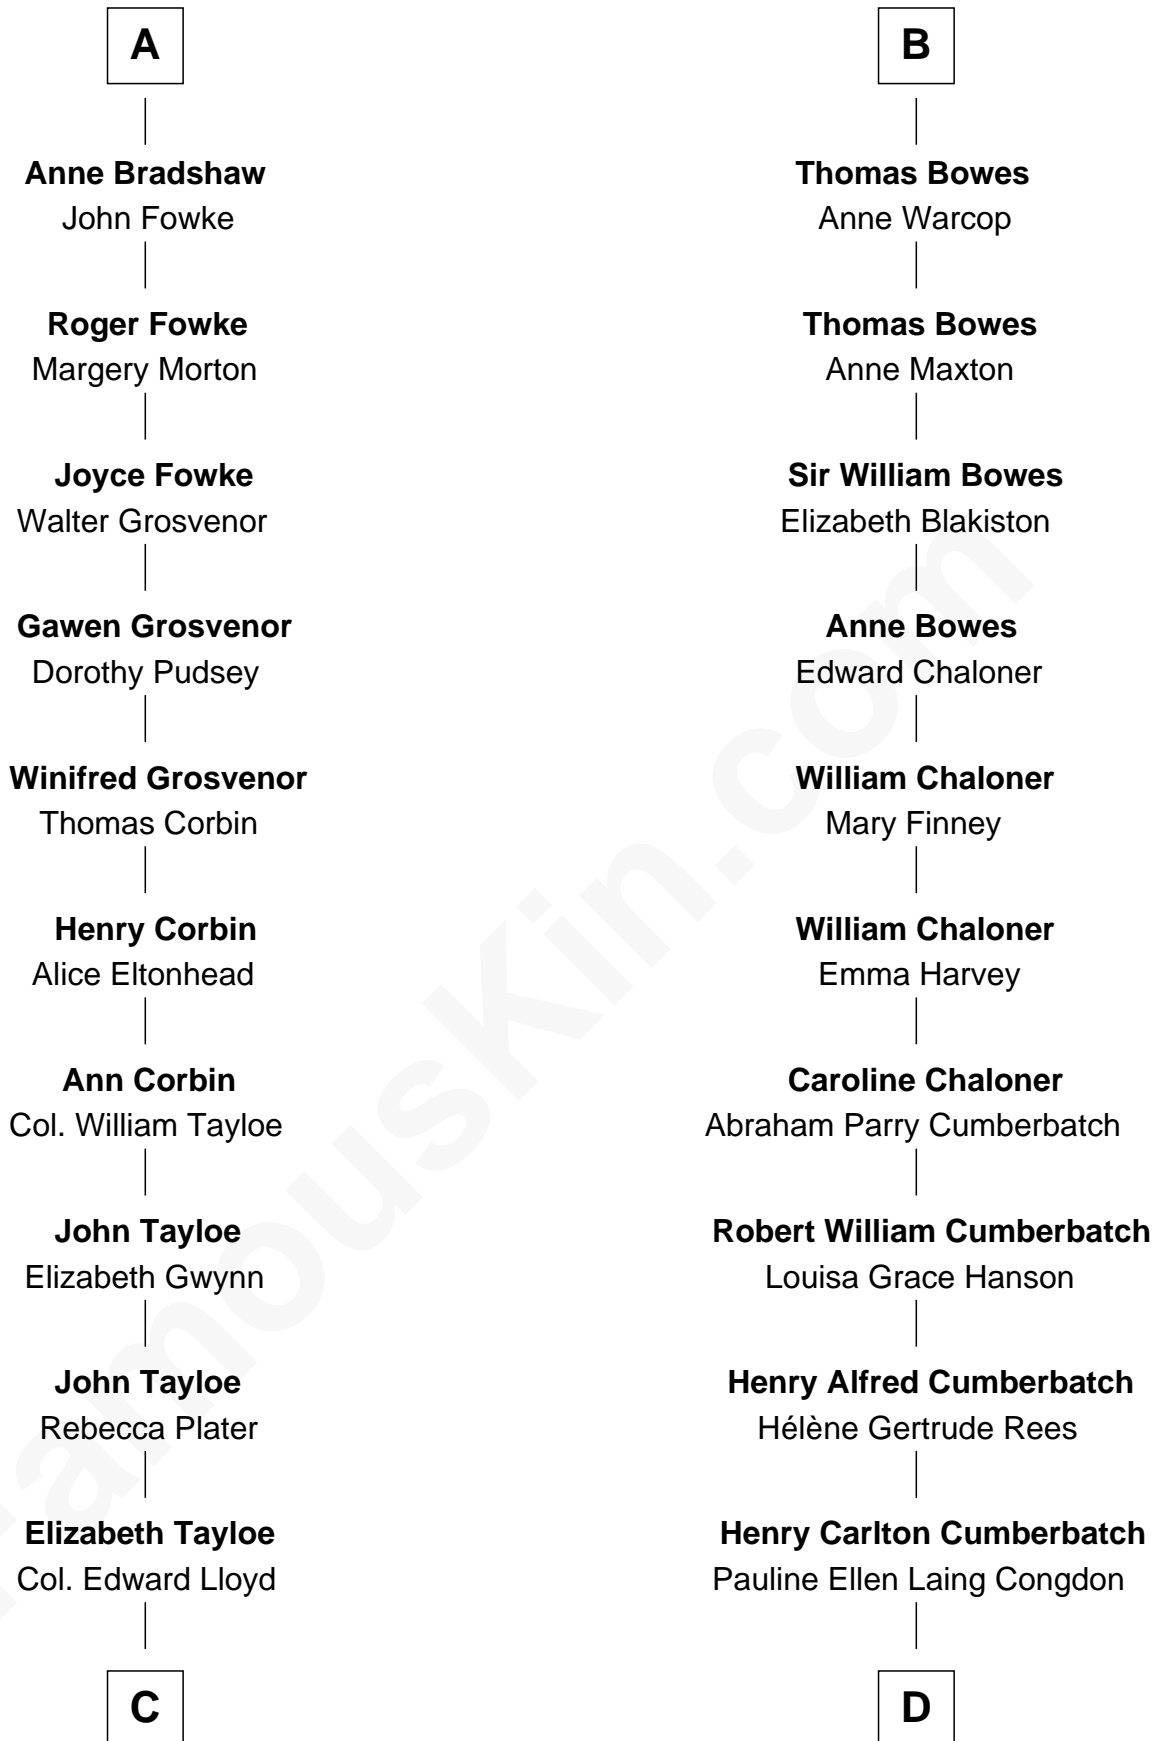 A
Anne Bradshaw
John Fowke
Roger Fowke
Margery Morton
Joyce Fowke
Walter Grosvenor
Gawen Grosvenor
Dorothy Pudsey
Winifred Grosvenor
Thomas Corbin
Henry Corbin
Alice Eltonhead
Ann Corbin
Col. William Tayloe
John Tayloe
Elizabeth Gwynn
John Tayloe
Rebecca Plater
Elizabeth Tayloe
Col. Edward Lloyd
C
B
Thomas Bowes
Anne Warcop
Thomas Bowes
Anne Maxton
Sir William Bowes
Elizabeth Blakiston
Anne Bowes
Edward Chaloner
William Chaloner
Mary Finney
William Chaloner
Emma Harvey
Caroline Chaloner
Abraham Parry Cumberbatch
Robert William Cumberbatch
Louisa Grace Hanson
Henry Alfred Cumberbatch
Hélène Gertrude Rees
Henry Carlton Cumberbatch
Pauline Ellen Laing Congdon
D
FamousKin.com